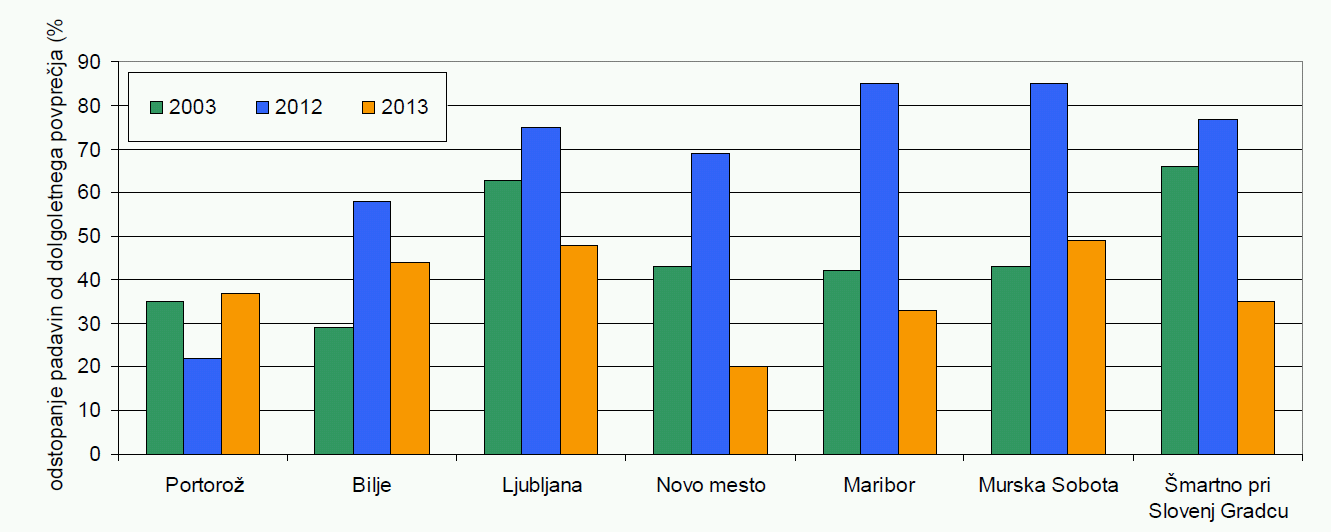 odstopanje padavin od dolgoletnega povprečja (%
90
80
70
60
50
40
30
20
10
0
2003 2012 2013
Portorož Bilje Ljubljana Novo mesto Maribor Murska Sobota Šmartno pri
Slovenj Gradcu